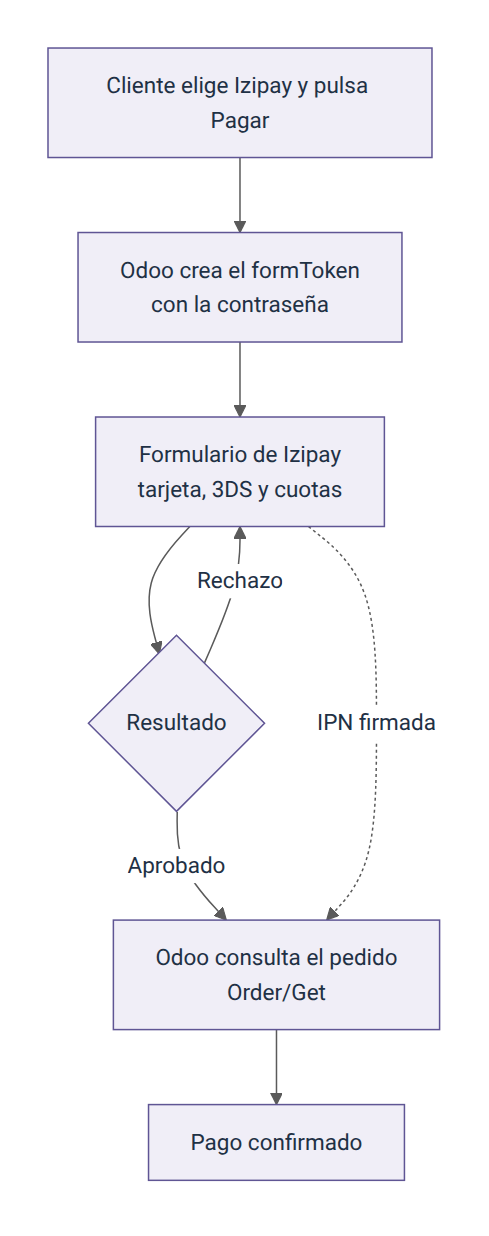 Cliente elige Izipay y pulsa
Pagar
Odoo crea el formToken
con la contraseña
Formulario de Izipay
tarjeta, 3DS y cuotas
Rechazo
Resultado
IPN firmada
Aprobado
Odoo consulta el pedido
Order/Get
Pago confirmado